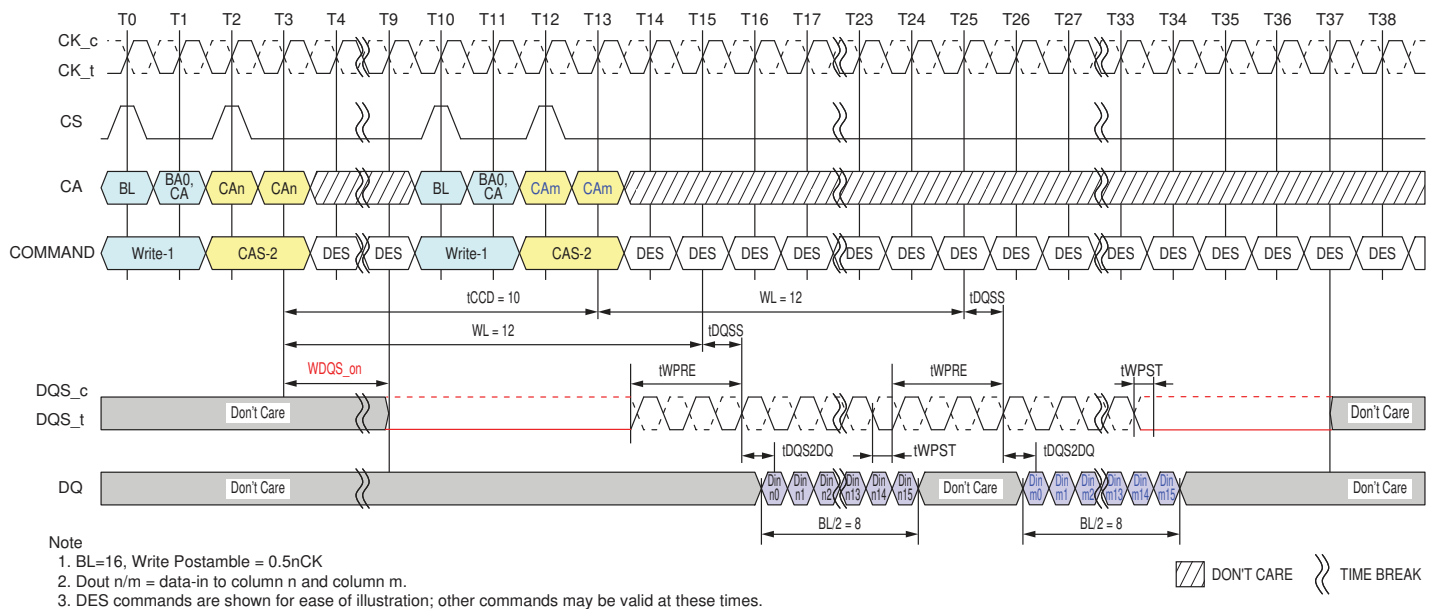 T0 T1 T2 T3 T4 T9 T10 T11 T12 T13 T14 T15 T16 T17 T23 T24 T25 T26 T27 T33 T34 T35 T36 T37 T38
CK_c
CK_t
CS
CA BL BA0, CA CAn CAn BL BA0, CA CAm CAm
COMMAND Write-1 CAS-2 DES DES Write-1 CAS-2 DES DES DES DES DES DES DES DES DES DES DES DES DES DES DES
tCCD = 10 WL = 12 tDQSS
WL = 12 tDQSS
WDQS_on tWPRE tWPRE tWPST
DQS_c
DQS_t Don't Care Don't Care
tDQS2DQ tWPST tDQS2DQ
DQ Don't Care Din n0 Din n1 Din n2 Din n13 Din n14 Din n15 Don't Care Din m0 Din m1 Din m2 Din m13 Din m14 Din m15 Don't Care
BL/2 = 8 BL/2 = 8
Note
1. BL=16, Write Postamble = 0.5nCK
2. Dout n/m = data-in to column n and column m.
3. DES commands are shown for ease of illustration; other commands may be valid at these times.
DON'T CARE TIME BREAK